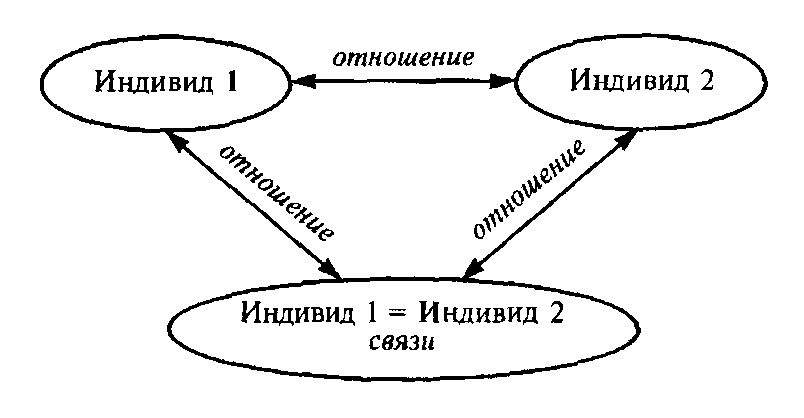 отношение
Индивид 1
Индивид 2
отношение
отношение
Индивид 1 = Индивид 2
связи